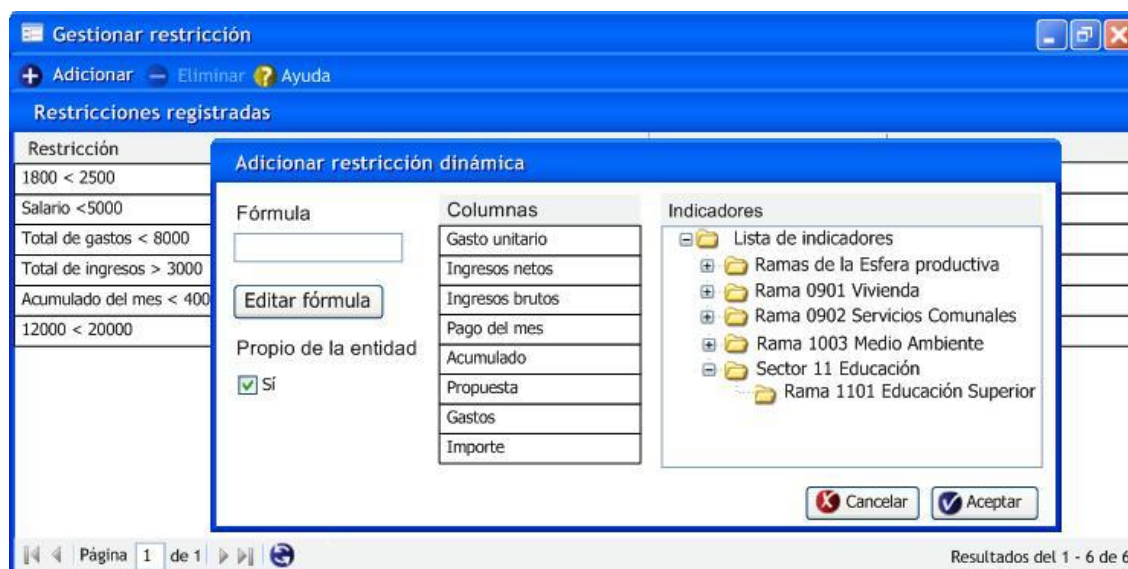 Gestionar restricción
Adicionar Eliminar Ayuda
Restricciones registradas
Restricción
1800 < 2500
Salario <5000
Total de gastos < 8000
Total de ingresos > 3000
Acumulado del mes < 400
12000 < 20000
Adicionar restricción dinámica
Fórmula
Editar fórmula
Propio de la entidad
Sí
Columnas
Gasto unitario
Ingresos netos
Ingresos brutos
Pago del mes
Acumulado
Propuesta
Gastos
Importe
Indicadores
Lista de indicadores
Ramas de la Esfera productiva
Rama 0901 Vivienda
Rama 0902 Servicios Comunales
Rama 1003 Medio Ambiente
Sector 11 Educación
Rama 1101 Educación Superior
Cancelar Aceptar
Página 1 de 1 Resultados del 1 - 6 de 6